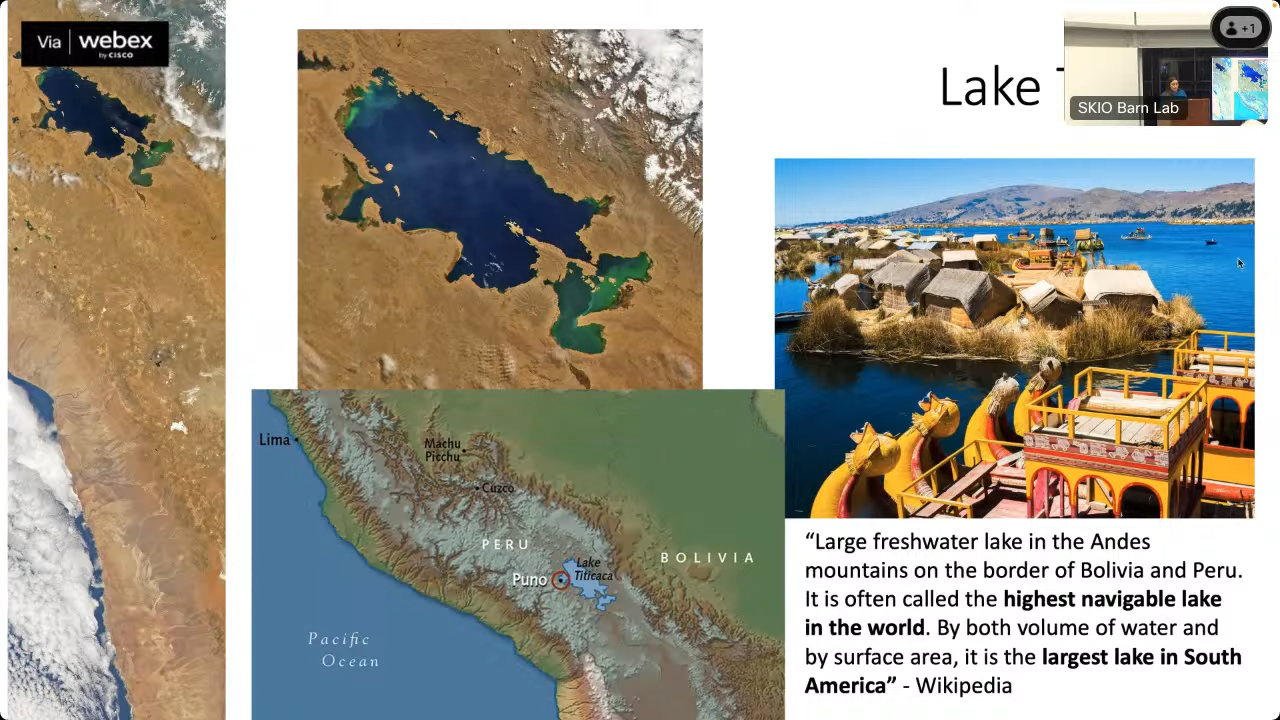 Via webex
by CISCO
+1
Lake
SKIO Barn Lab
Lima
Machu
Picchu
Cuzco
PERU
BOLIVIA
Lake
Titicaca
Puno
Pacific
Ocean
“Large freshwater lake in the Andes
mountains on the border of Bolivia and Peru.
It is often called the highest navigable lake
in the world. By both volume of water and
by surface area, it is the largest lake in South
America” - Wikipedia